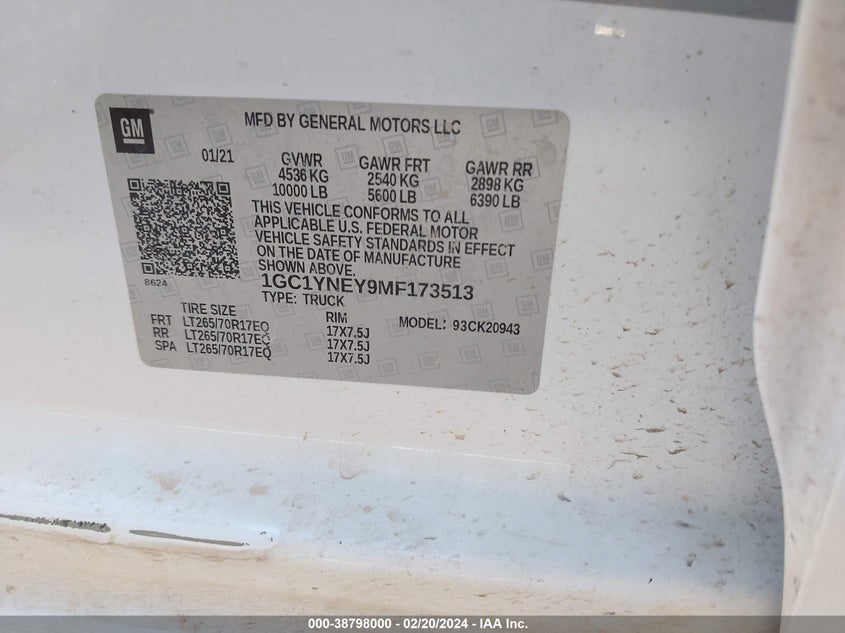 GM
MFD BY GENERAL MOTORS LLC
01/21
GVWR GAWR FRT GAWR RR
4536 KG 2540 KG 2898 KG
10000 LB 5600 LB 6390 LB
THIS VEHICLE CONFORMS TO ALL
APPLICABLE U.S. FEDERAL MOTOR
VEHICLE SAFETY STANDARDS IN EFFECT
ON THE DATE OF MANUFACTURE
SHOWN ABOVE.
8624
1GC1YNEY9MF173513
TYPE: TRUCK
TIRE SIZE RIM MODEL: 93CK20943
FRT LT265/70R17EQ 17X7.5J
RR LT265/70R17EQ 17X7.5J
SPA LT265/70R17EQ 17X7.5J
000-38798000 - 02/20/2024 - IAA Inc.